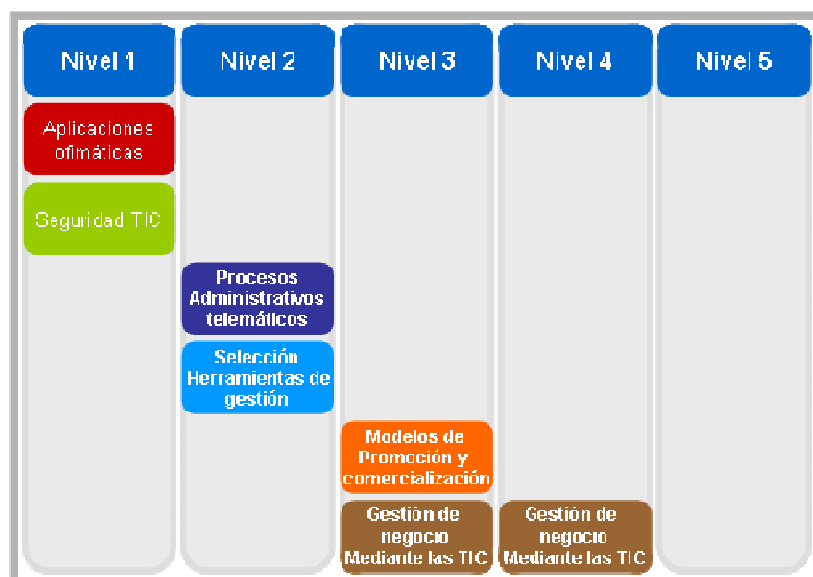 Nivel 1
Nivel 2
Nivel 3
Nivel 4
Nivel 5
Aplicaciones
ofimáticas
Seguridad TIC
Procesos
Administrativos
telemáticos
Selección
Herramientas de
gestión
Modelos de
Promoción y
comercialización
Gestión de
negocio
Mediante las TIC
Gestión de
negocio
Mediante las TIC